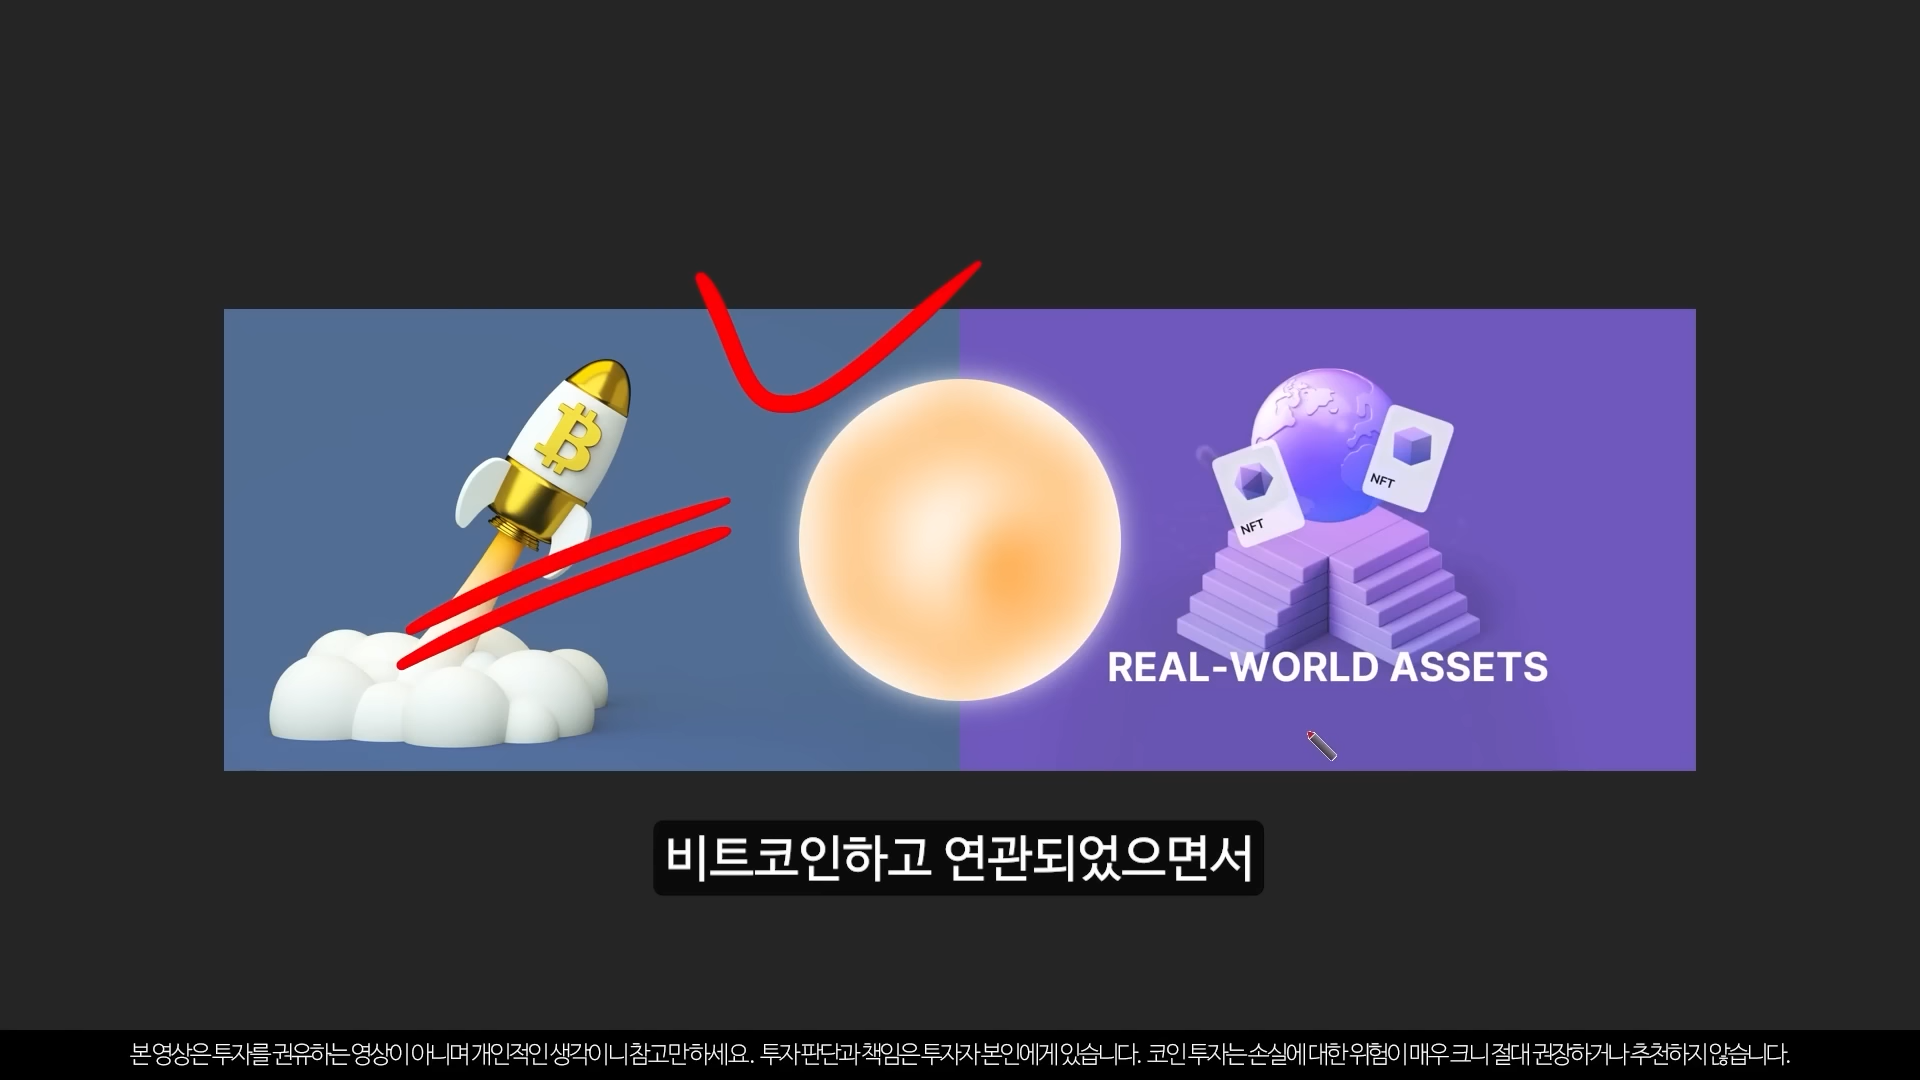 NFT
NFT
REAL-WORLD ASSETS
비트코인하고 연관되었으면서
본 영상은 투자를 권유하는 영상이 아니며 개인적인 생각이니 참고만 하세요. 투자 판단과 책임은 투자자 본인에게 있습니다. 코인 투자는 손실에 대한 위험이 매우 크니 절대 권장하거나 추천하지 않습니다.